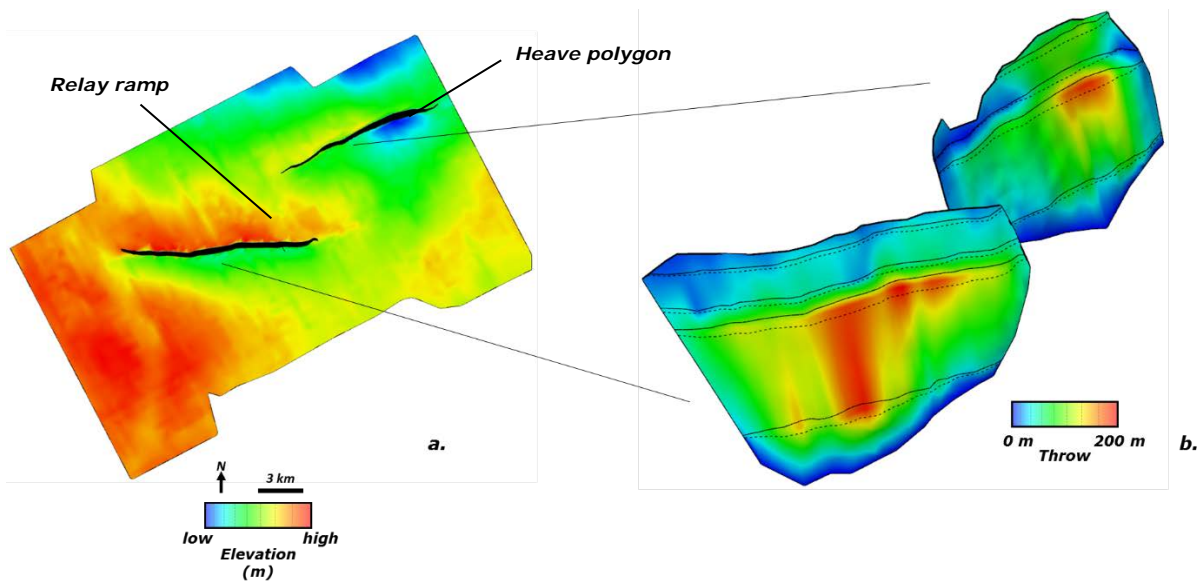 Heave polygon
Relay ramp
a.
N
3 km
low high
Elevation
(m)
0 m 200 m
Throw
b.